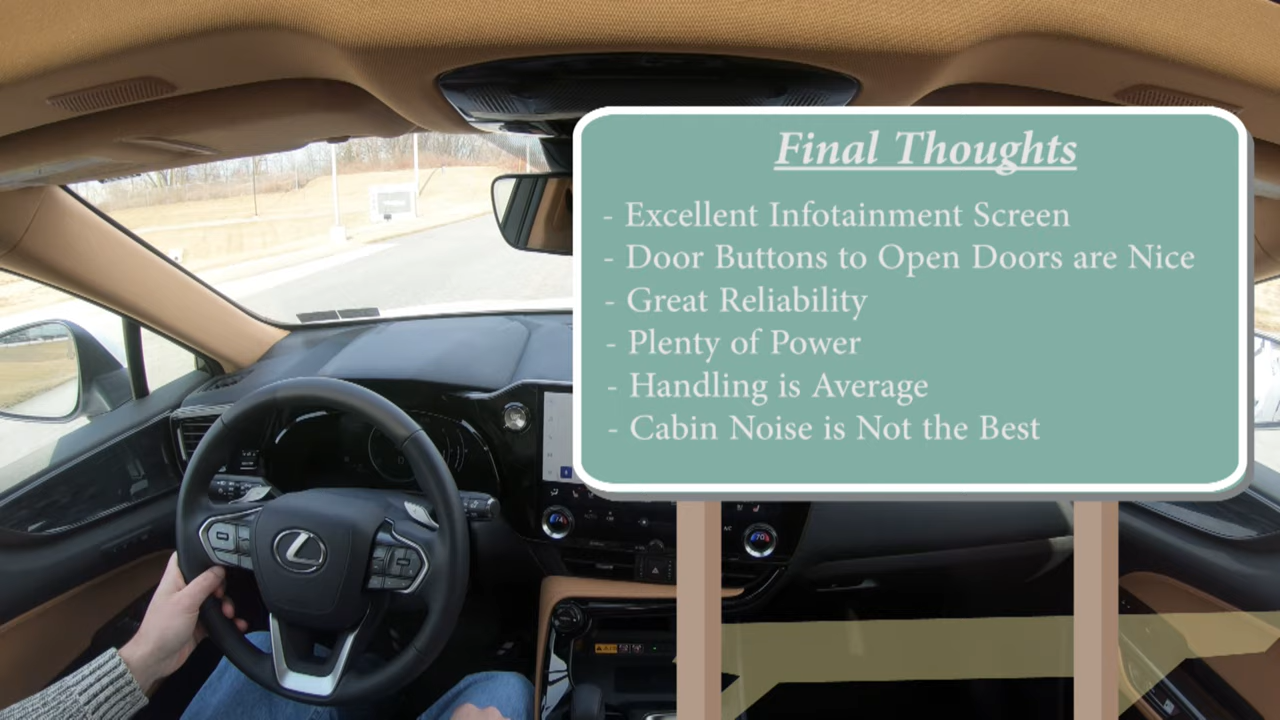 Final Thoughts
- Excellent Infotainment Screen
- Door Buttons to Open Doors are Nice
- Great Reliability
- Plenty of Power
- Handling is Average
- Cabin Noise is Not the Best